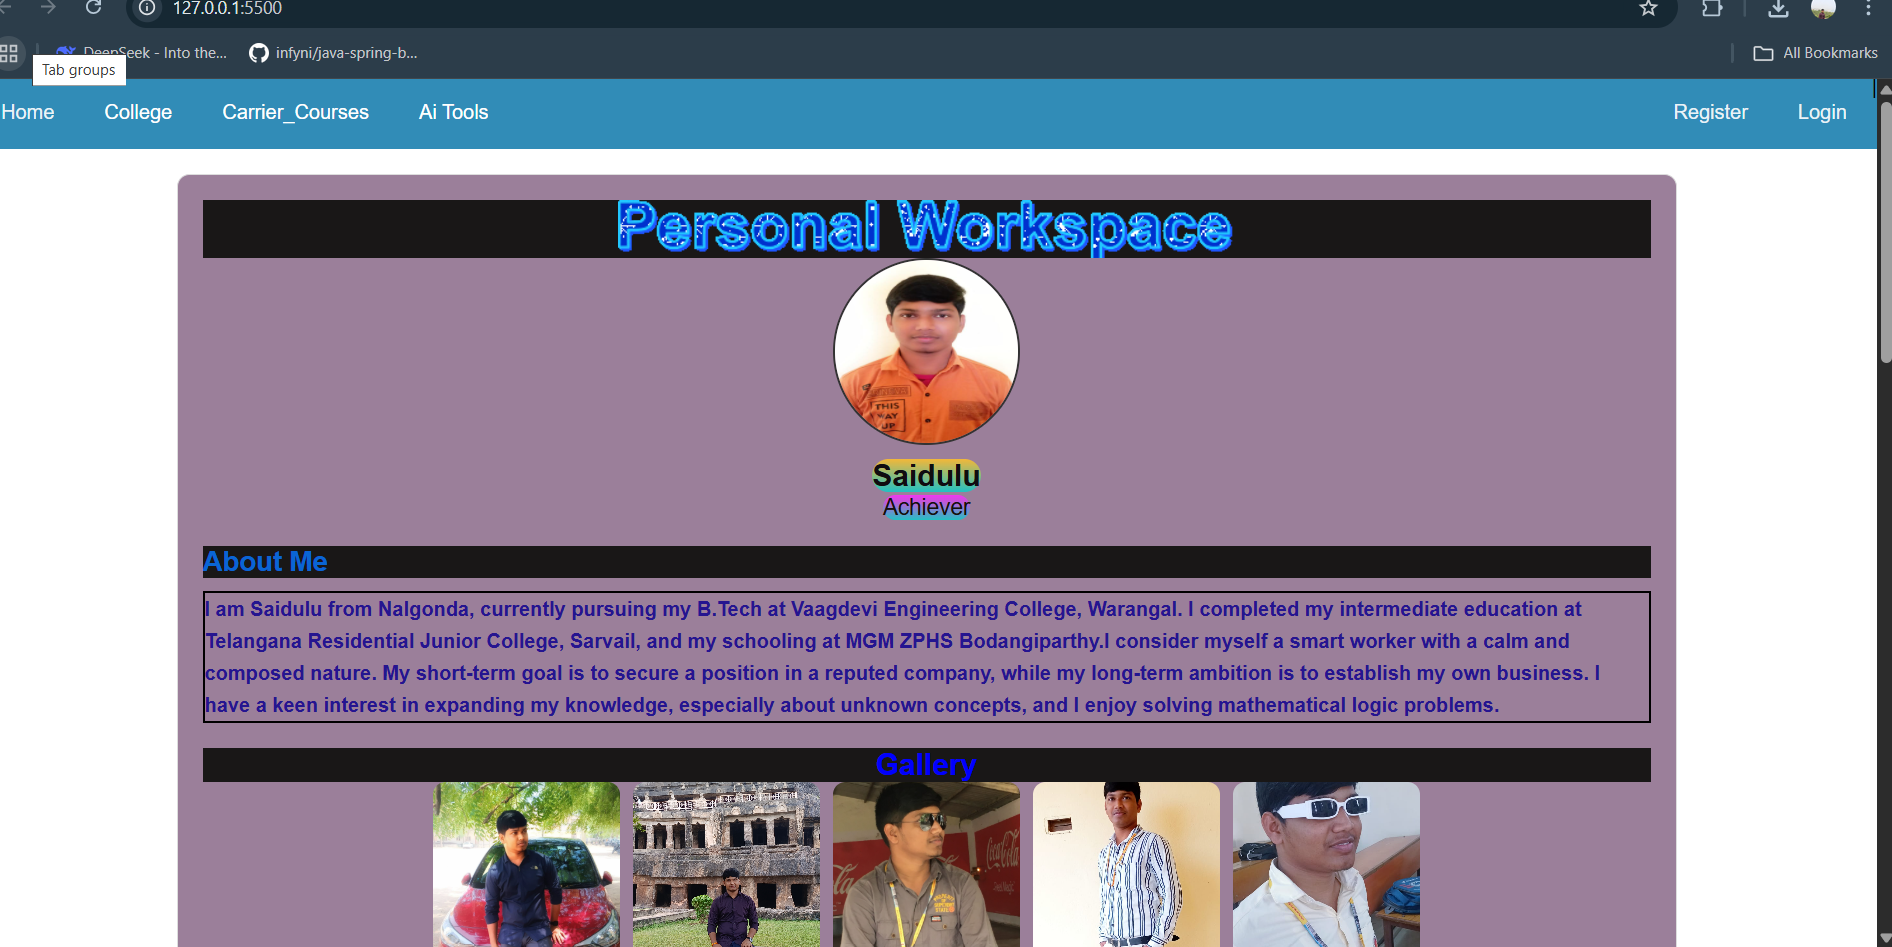 127.0.0.1:5500
DeepSeek - Into the...
infyni/java-spring-b...
All Bookmarks
Tab groups
Home
College
Carrier_Courses
Ai Tools
Register
Login
Personal Workspace
THIS
WAY
UP
Saidulu
Achiever
About Me
I am Saidulu from Nalgonda, currently pursuing my B.Tech at Vaagdevi Engineering College, Warangal. I completed my intermediate education at
Telangana Residential Junior College, Sarvail, and my schooling at MGM ZPHS Bodangiparthy.I consider myself a smart worker with a calm and
composed nature. My short-term goal is to secure a position in a reputed company, while my long-term ambition is to establish my own business. I
have a keen interest in expanding my knowledge, especially about unknown concepts, and I enjoy solving mathematical logic problems.
Gallery
Coca-Cola